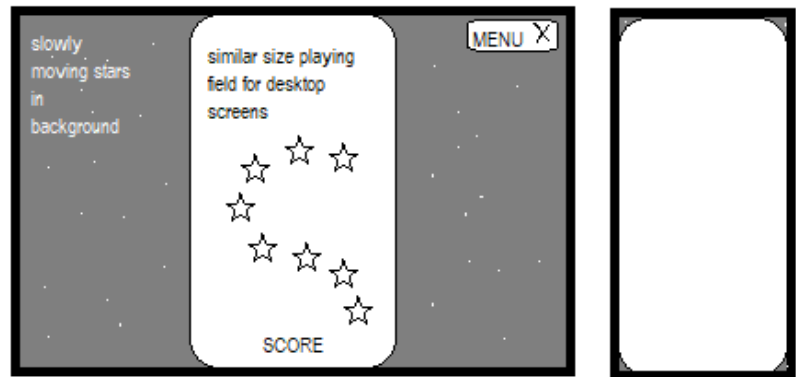 slowly
moving stars
in
background
similar size playing
field for desktop
screens
MENU X
SCORE